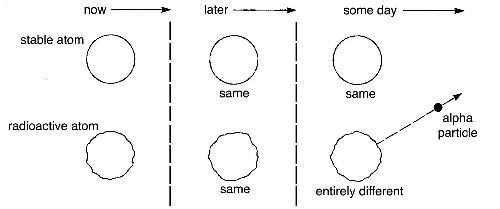 now
later
some day
stable atom
same
same
radioactive atom
alpha
particle
same
entirely different